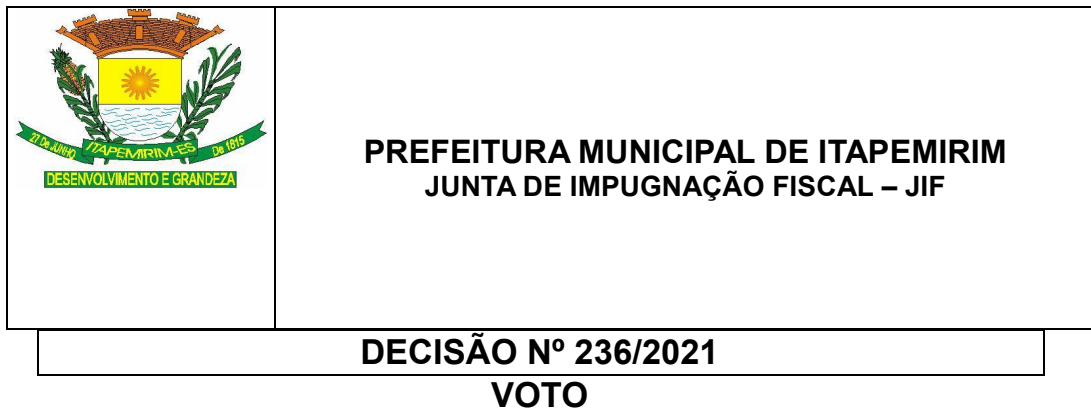 27 De JUNHO ITAPEMIRIM-ES De 1815
DESENVOLVIMENTO E GRANDEZA
PREFEITURA MUNICIPAL DE ITAPEMIRIM
JUNTA DE IMPUGNAÇÃO FISCAL – JIF
DECISÃO Nº 236/2021
VOTO